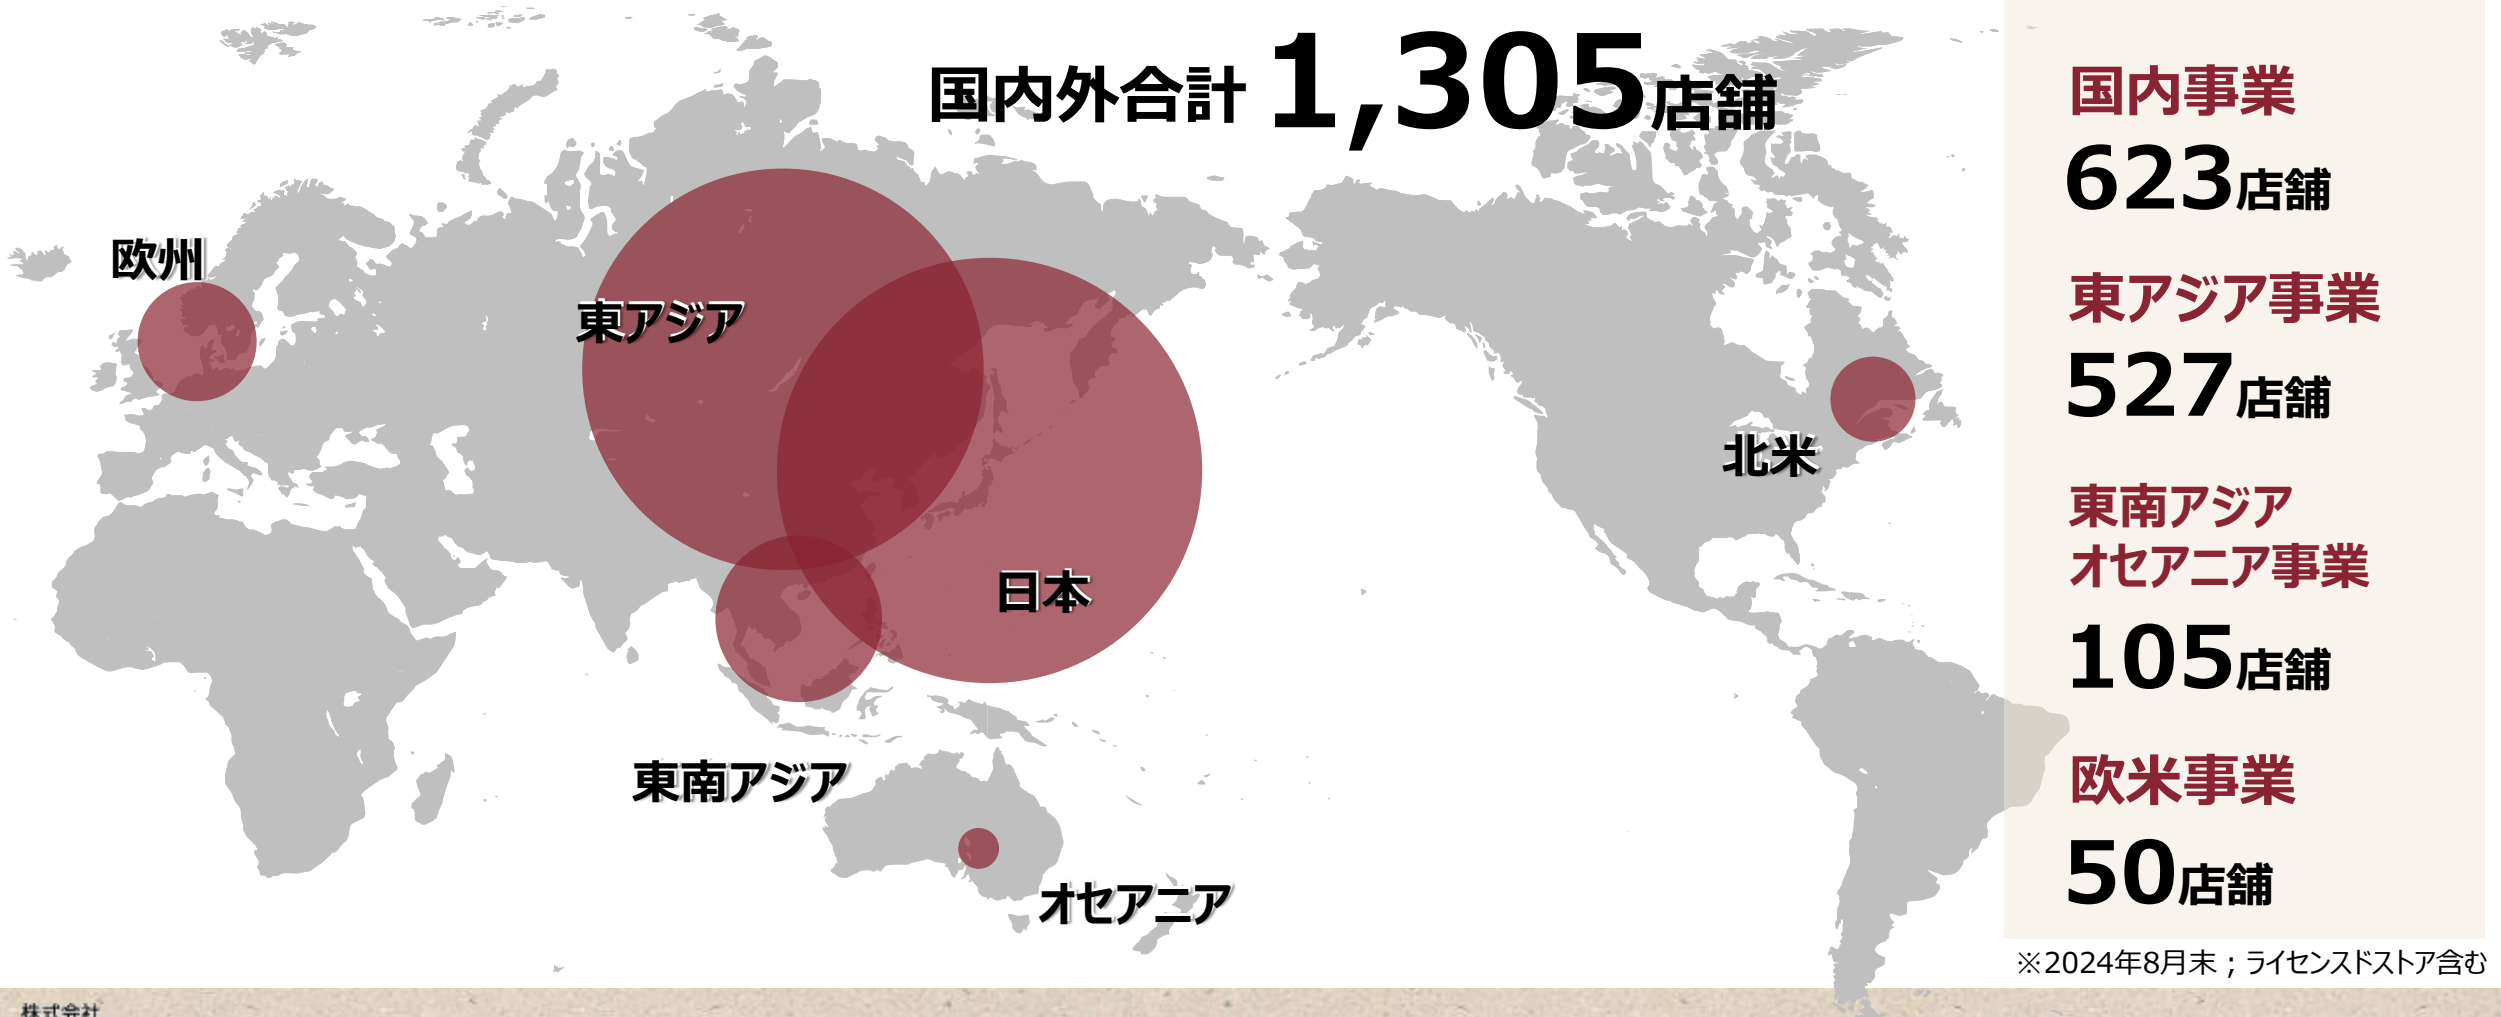 国内外合計 1,305店舗
欧州
東アジア
日本
北米
東南アジア
オセアニア
国内事業
623店舗
東アジア事業
527店舗
東南アジア
オセアニア事業
105店舗
欧米事業
50店舗
※2024年8月末；ライセンスドストア含む
株式会社